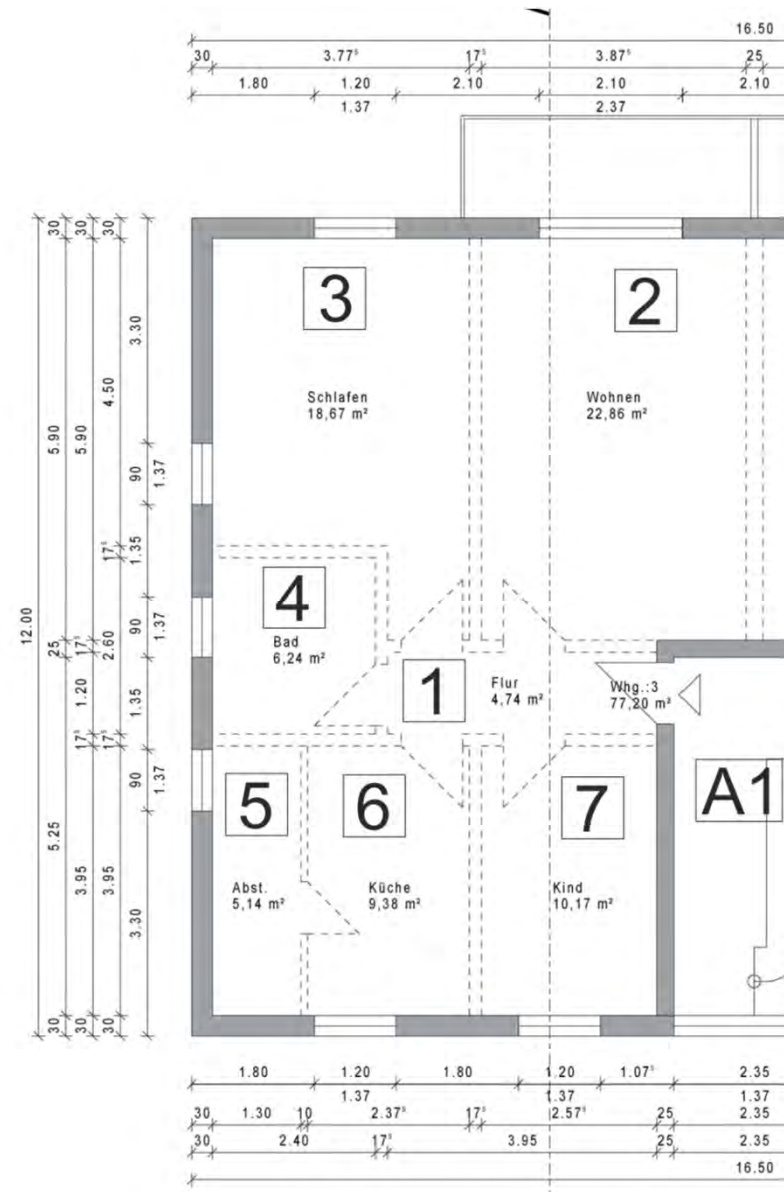 16.50
30 3.77⁵ 17⁵ 3.87⁵ 25
1.80 1.20 2.10 2.10 2.10
1.37 2.37
3 2
Schlafen
18,67 m²
Wohnen
22,86 m²
4
Bad
6,24 m²
1
Flur
4,74 m²
Whg.:3
77,20 m²
5 6 7 A1
Abst.
5,14 m²
Küche
9,38 m²
Kind
10,17 m²
12.00
30 5.90 25 5.25 30
30 5.90 17⁵ 1.20 17⁵ 3.95 30
30 4.50 17⁵ 2.60 17⁵ 3.95 30
3.30 90 1.35 90 1.35 90 3.30
1.37 1.37 1.37
1.80 1.20 1.80 1.20 1.07⁵ 2.35
1.37 1.37 1.37
30 1.30 10 2.37⁵ 17⁵ 2.57⁵ 25 2.35
30 2.40 17⁵ 3.95 25 2.35
16.50